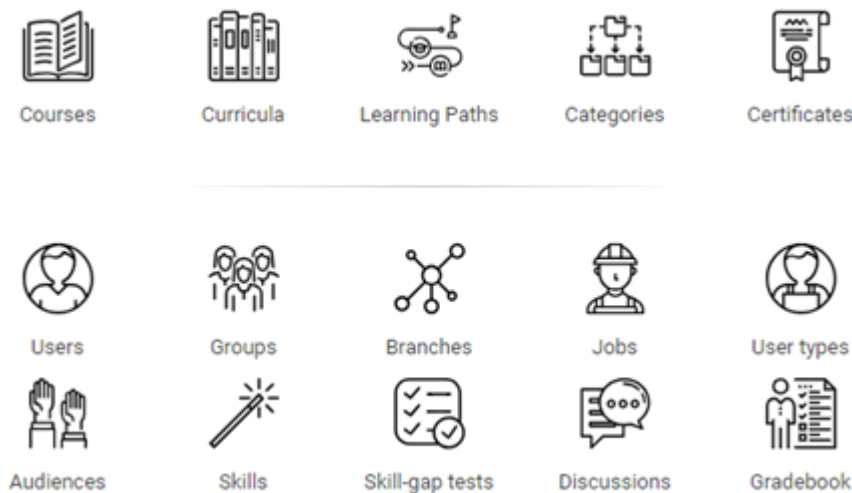 Courses Curricula Learning Paths Categories Certificates
Users Groups Branches Jobs User types
Audiences Skills Skill-gap tests Discussions Gradebook